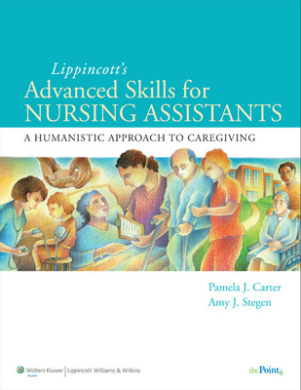 Lippincott's
Advanced Skills for
NURSING ASSISTANTS
A HUMANISTIC APPROACH TO CAREGIVING
Pamela J. Carter
Amy J. Stegen
Wolters Kluwer | Lippincott Williams & Wilkins
Health
thePoint